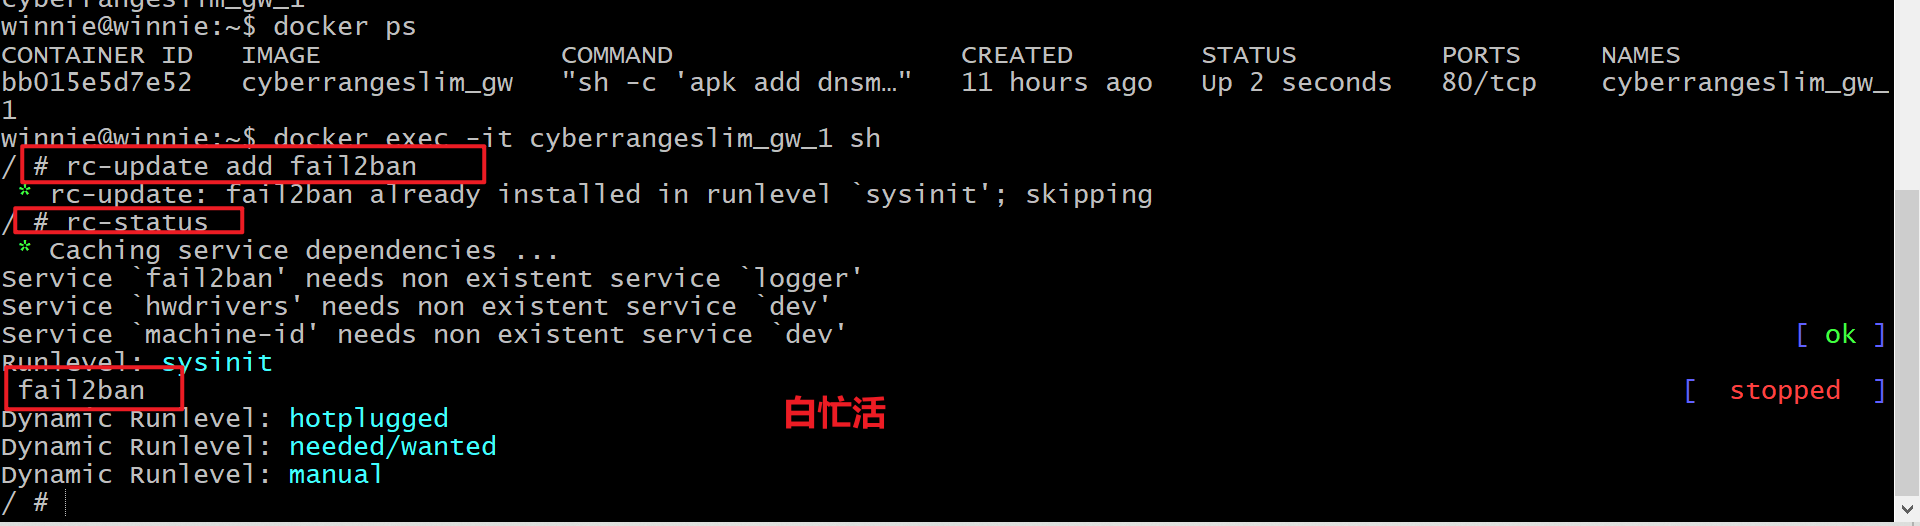 cyberrangeslim_gw_1
winnie@winnie:~$ docker ps
CONTAINER ID   IMAGE               COMMAND                  CREATED         STATUS         PORTS     NAMES
bb015e5d7e52   cyberrangeslim_gw   "sh -c 'apk add dnsm…"   11 hours ago   Up 2 seconds   80/tcp    cyberrangeslim_gw_
1
winnie@winnie:~$ docker exec -it cyberrangeslim_gw_1 sh
/ # rc-update add fail2ban
 * rc-update: fail2ban already installed in runlevel `sysinit'; skipping
/ # rc-status
 * Caching service dependencies ...
Service `fail2ban' needs non existent service `logger'
Service `hwdrivers' needs non existent service `dev'
Service `machine-id' needs non existent service `dev'   [ ok ]
Runlevel: sysinit
 fail2ban   [  stopped  ]
白忙活
Dynamic Runlevel: hotplugged
Dynamic Runlevel: needed/wanted
Dynamic Runlevel: manual
/ #